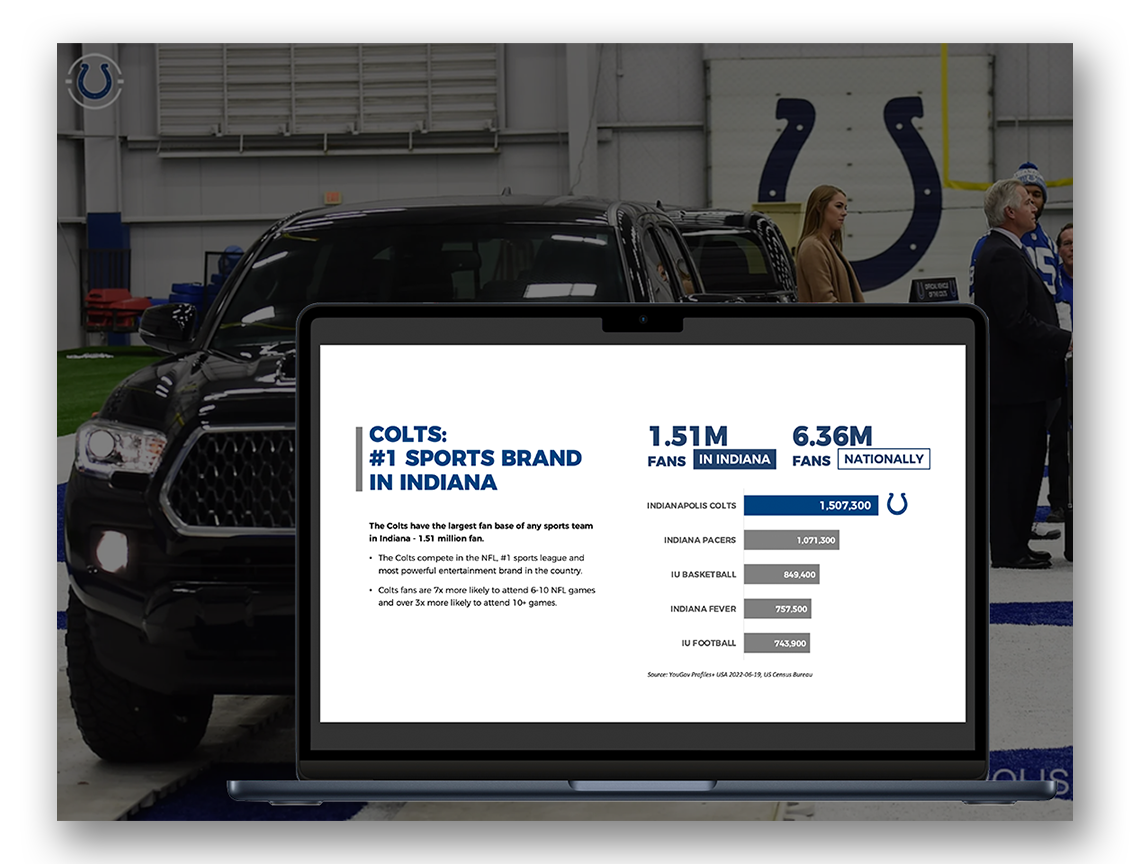 COLTS:
#1 SPORTS BRAND
IN INDIANA
The Colts have the largest fan base of any sports team
in Indiana - 1.51 million fan.
• The Colts compete in the NFL, #1 sports league and
most powerful entertainment brand in the country.
• Colts fans are 7x more likely to attend 6-10 NFL games
and over 3x more likely to attend 10+ games.
1.51M
FANS IN INDIANA
6.36M
FANS NATIONALLY
INDIANAPOLIS COLTS 1,507,300
INDIANA PACERS 1,071,300
IU BASKETBALL 849,400
INDIANA FEVER 757,500
IU FOOTBALL 743,900
Source: YouGov Profiles+ USA 2022-06-19, US Census Bureau
OFFICIAL VEHICLE
OF THE COLTS